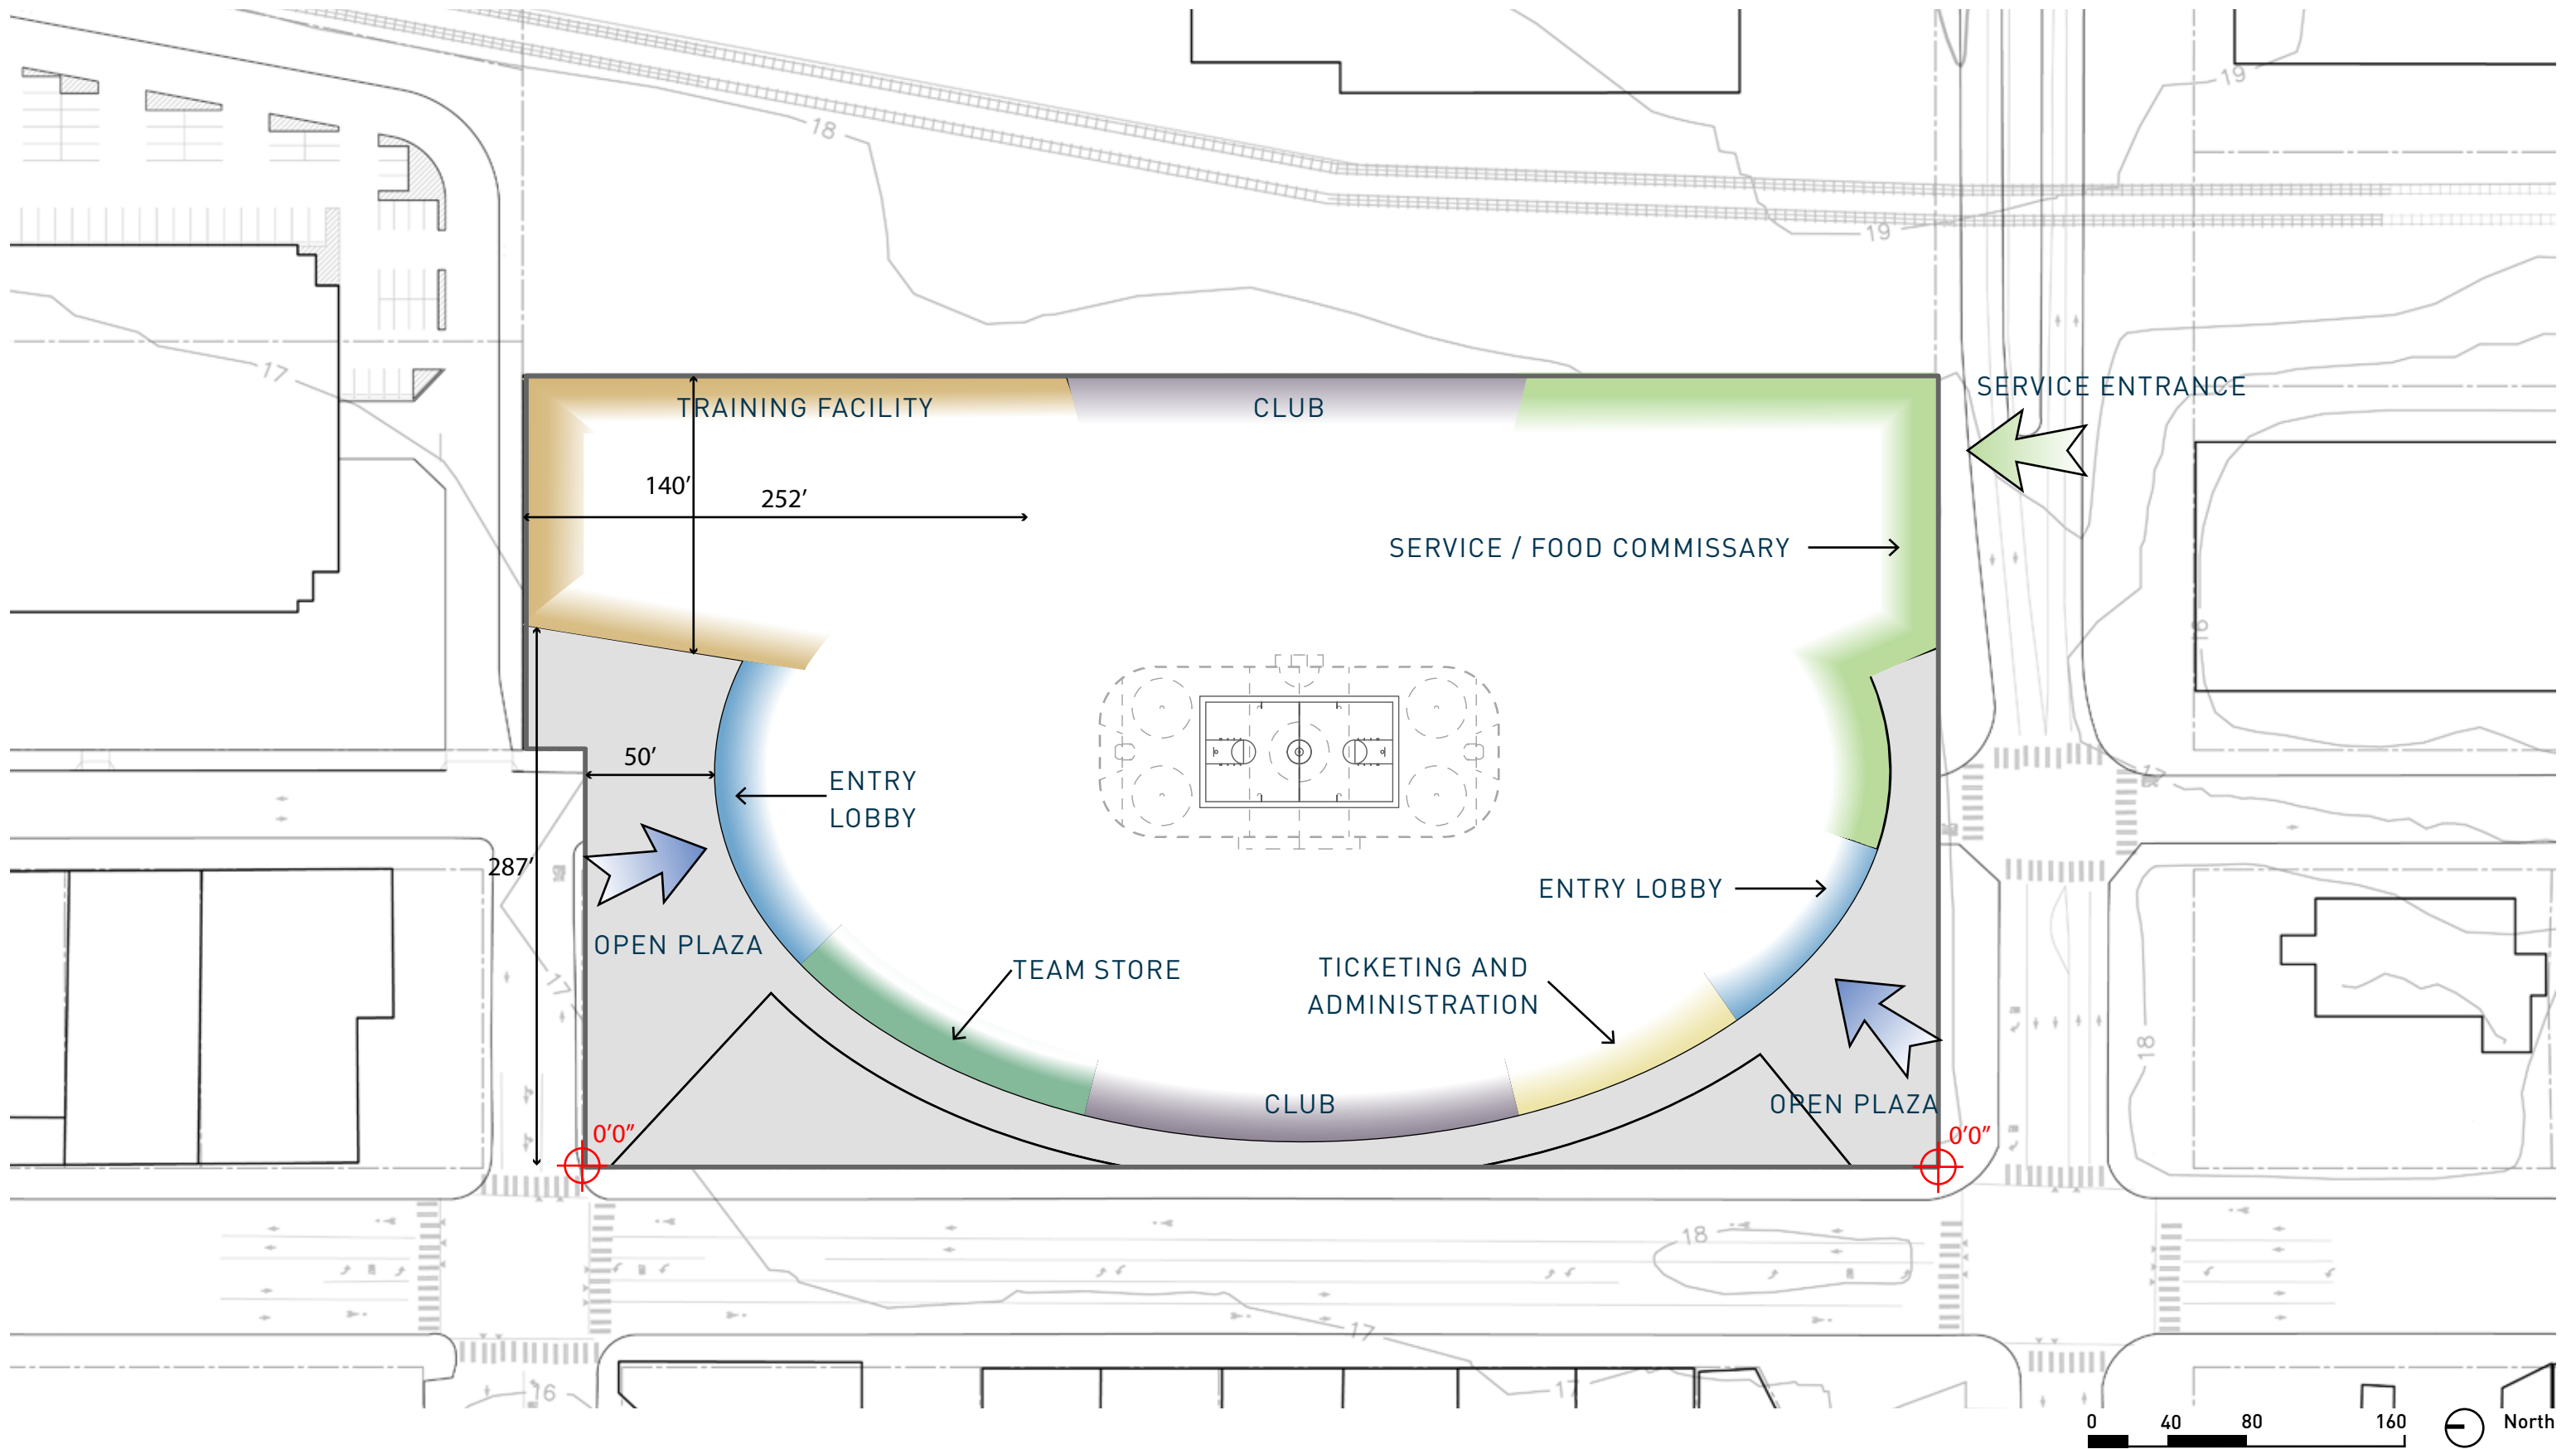 19
18
19
17
SERVICE ENTRANCE
TRAINING FACILITY
CLUB
140’
252’
SERVICE / FOOD COMMISSARY
16
50’
ENTRY
LOBBY
17
287’
ENTRY LOBBY
OPEN PLAZA
TEAM STORE
TICKETING AND
ADMINISTRATION
17
18
CLUB
OPEN PLAZA
0’0”
0’0”
18
17
16
17
0 40 80 160
North